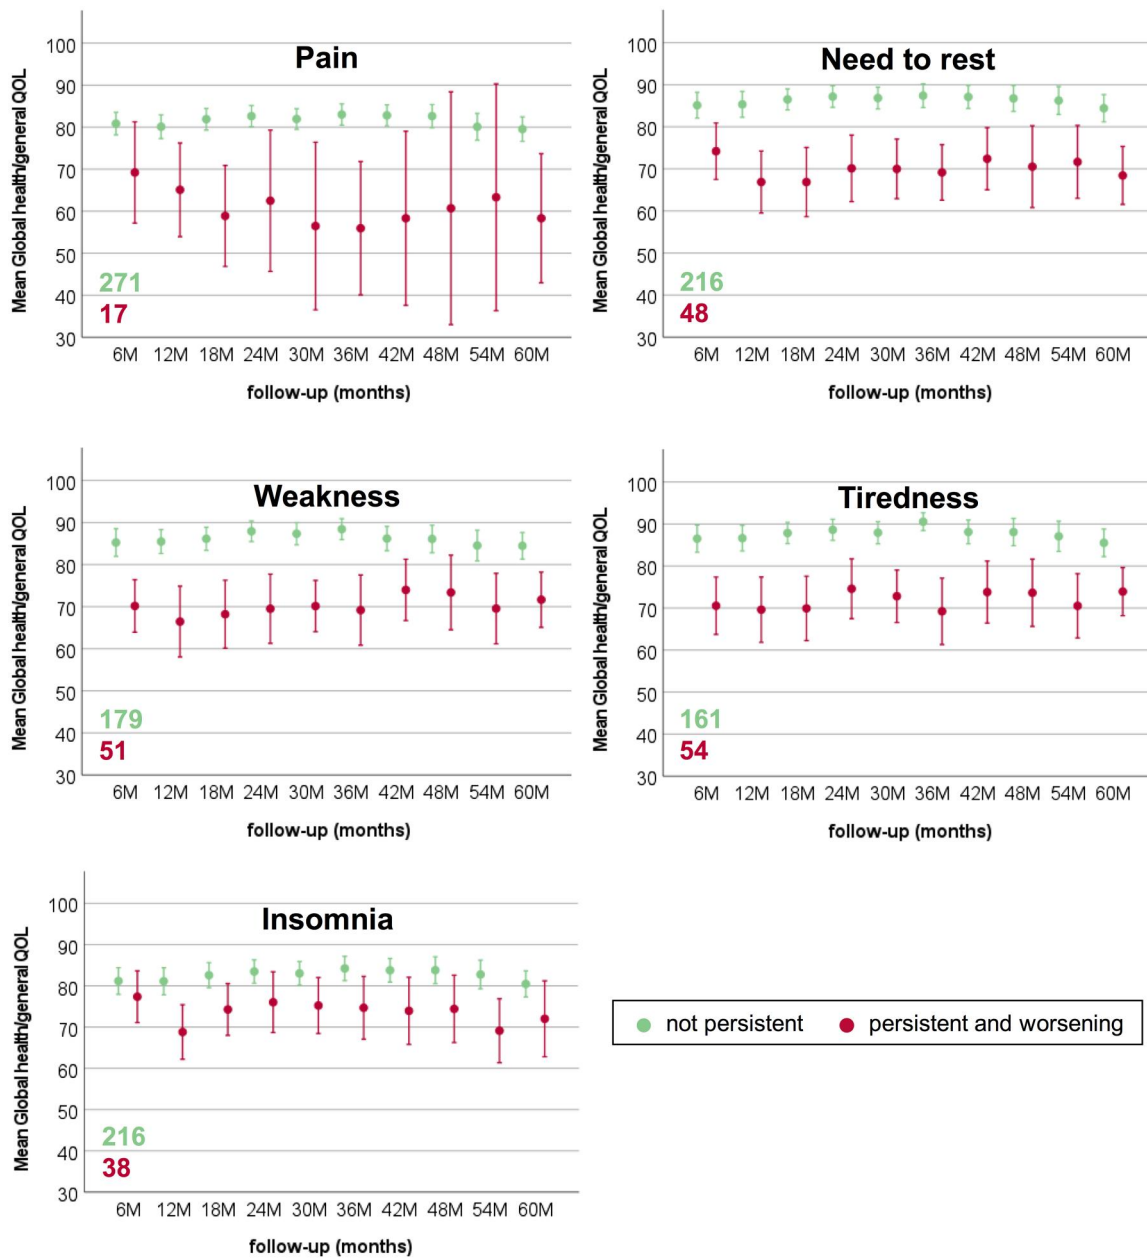 Pain
Mean Global health/general QOL
100
90
80
70
60
50
40
30
271
17
6M 12M 18M 24M 30M 36M 42M 48M 54M 60M
follow-up (months)
Need to rest
Mean Global health/general QOL
100
90
80
70
60
50
40
30
216
48
6M 12M 18M 24M 30M 36M 42M 48M 54M 60M
follow-up (months)
Weakness
Mean Global health/general QOL
100
90
80
70
60
50
40
30
179
51
6M 12M 18M 24M 30M 36M 42M 48M 54M 60M
follow-up (months)
Tiredness
Mean Global health/general QOL
100
90
80
70
60
50
40
30
161
54
6M 12M 18M 24M 30M 36M 42M 48M 54M 60M
follow-up (months)
Insomnia
Mean Global health/general QOL
100
90
80
70
60
50
40
30
216
38
6M 12M 18M 24M 30M 36M 42M 48M 54M 60M
follow-up (months)
not persistent persistent and worsening